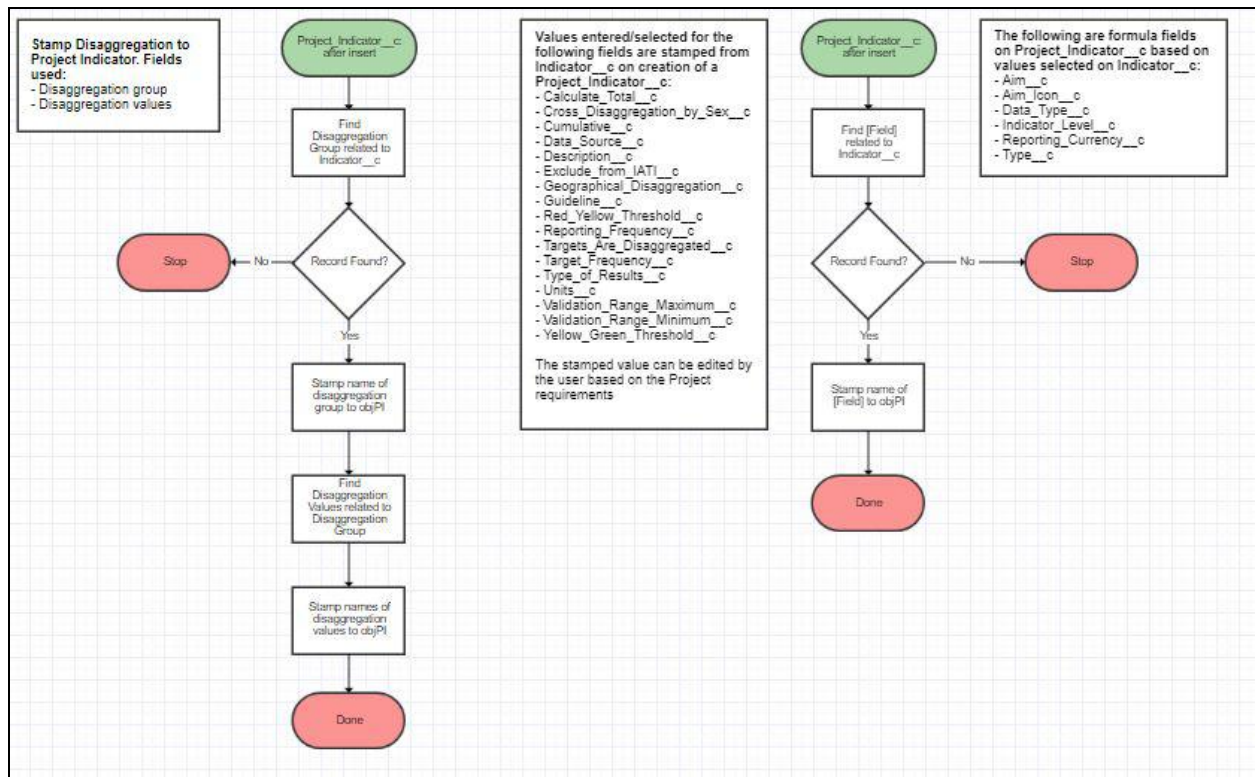 Stamp Disaggregation to
Project Indicator. Fields
used:
- Disaggregation group
- Disaggregation values
Project_Indicator__c:
after insert
Find
Disaggregation
Group related to
Indicator__c
Record Found?
No
Stop
Yes
Stamp name of
disaggregation
group to objPI
Find
Disaggregation
Values related to
Disaggregation
Group
Stamp names of
disaggregation
values to objPI
Done
Values entered/selected for the
following fields are stamped from
Indicator__c on creation of a
Project_Indicator__c:
- Calculate_Total__c
- Cross_Disaggregation_by_Sex__c
- Cumulative__c
- Data_Source__c
- Description__c
- Exclude_from_IATI__c
- Geographical_Disaggregation__c
- Guideline__c
- Red_Yellow_Threshold__c
- Reporting_Frequency__c
- Targets_Are_Disaggregated__c
- Target_Frequency__c
- Type_of_Results__c
- Units__c
- Validation_Range_Maximum__c
- Validation_Range_Minimum__c
- Yellow_Green_Threshold__c
The stamped value can be edited by
the user based on the Project
requirements
Project_Indicator__c:
after insert
Find [Field]
related to
Indicator__c
Record Found?
No
Stop
Yes
Stamp name of
[Field] to objPI
Done
The following are formula fields
on Project_Indicator__c based on
values selected on Indicator__c:
- Aim__c
- Aim_Icon__c
- Data_Type__c
- Indicator_Level__c
- Reporting_Currency__c
- Type__c